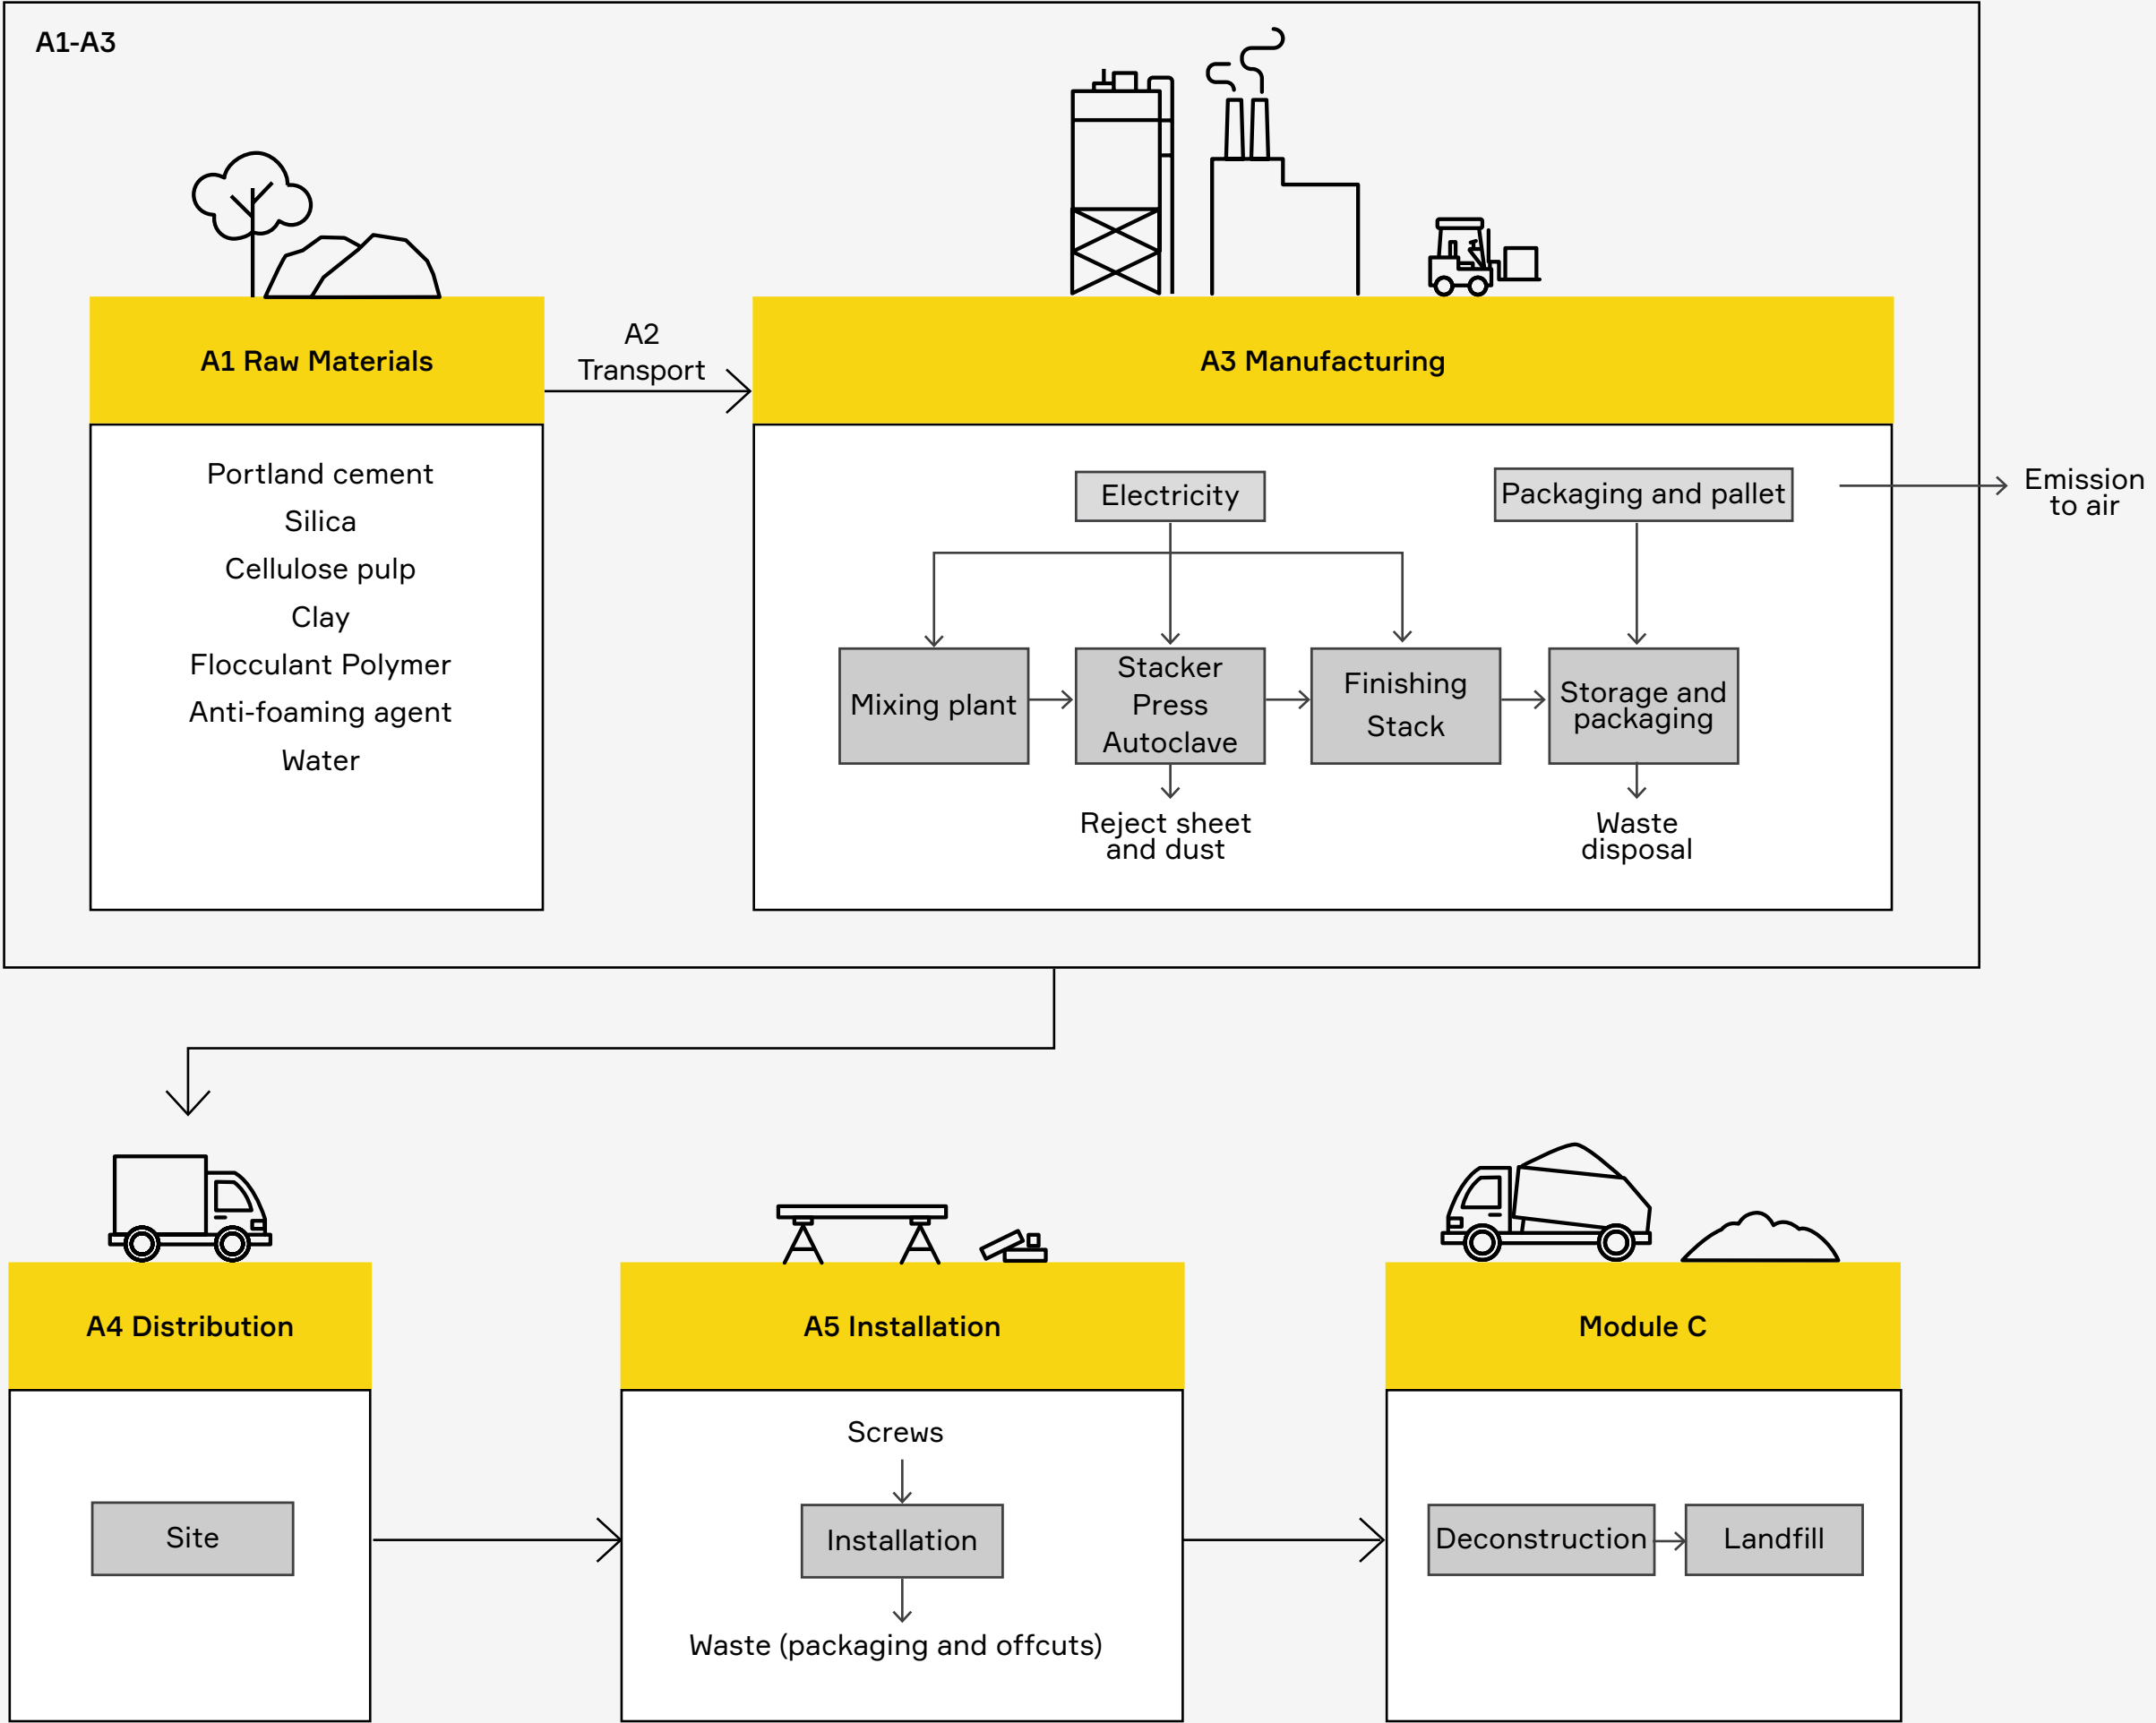 A1-A3
A1 Raw Materials
A2
Transport
A3 Manufacturing
Portland cement
Silica
Cellulose pulp
Clay
Flocculant Polymer
Anti-foaming agent
Water
Electricity
Packaging and pallet
Emission
to air
Mixing plant
Stacker
Press
Autoclave
Finishing
Stack
Storage and
packaging
Reject sheet
and dust
Waste
disposal
A4 Distribution
Site
A5 Installation
Screws
Installation
Waste (packaging and offcuts)
Module C
Deconstruction
Landfill